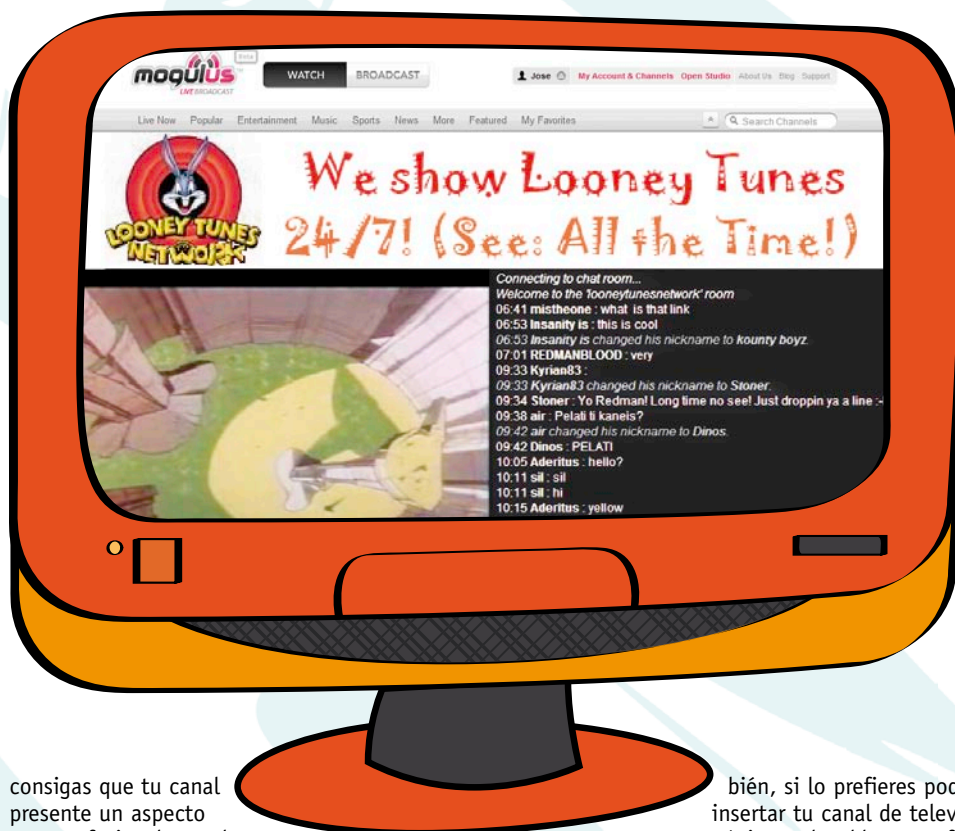 moguỉus
LIVE BROADCAST
WATCH BROADCAST
Jose My Account & Channels Open Studio About Us Blog Support
Live Now Popular Entertainment Music Sports News More Featured My Favorites
Search Channels
LOONEY TUNES
NETWORK
We show Looney Tunes
24/7! (See: All the Time!)
Connecting to chat room...
Welcome to the 'looneytunesnetwork' room
06:41 mistheone : what is that link
06:53 Insanity is : this is cool
06:53 Insanity is changed his nickname to kounty boyz.
07:01 REDMANBLOOD : very
09:33 Kyrian83 :
09:33 Kyrian83 changed his nickname to Stoner.
09:34 Stoner : Yo Redman! Long time no see! Just droppin ya a line :-
09:38 air : Pelati ti kaneis?
09:42 air changed his nickname to Dinos.
09:42 Dinos : PELATI
10:05 Aderitus : hello?
10:11 sil : sil
10:11 sil : hi
10:15 Aderitus : yellow
consigas que tu canal
presente un aspecto
bién, si lo prefieres
insertar tu canal de